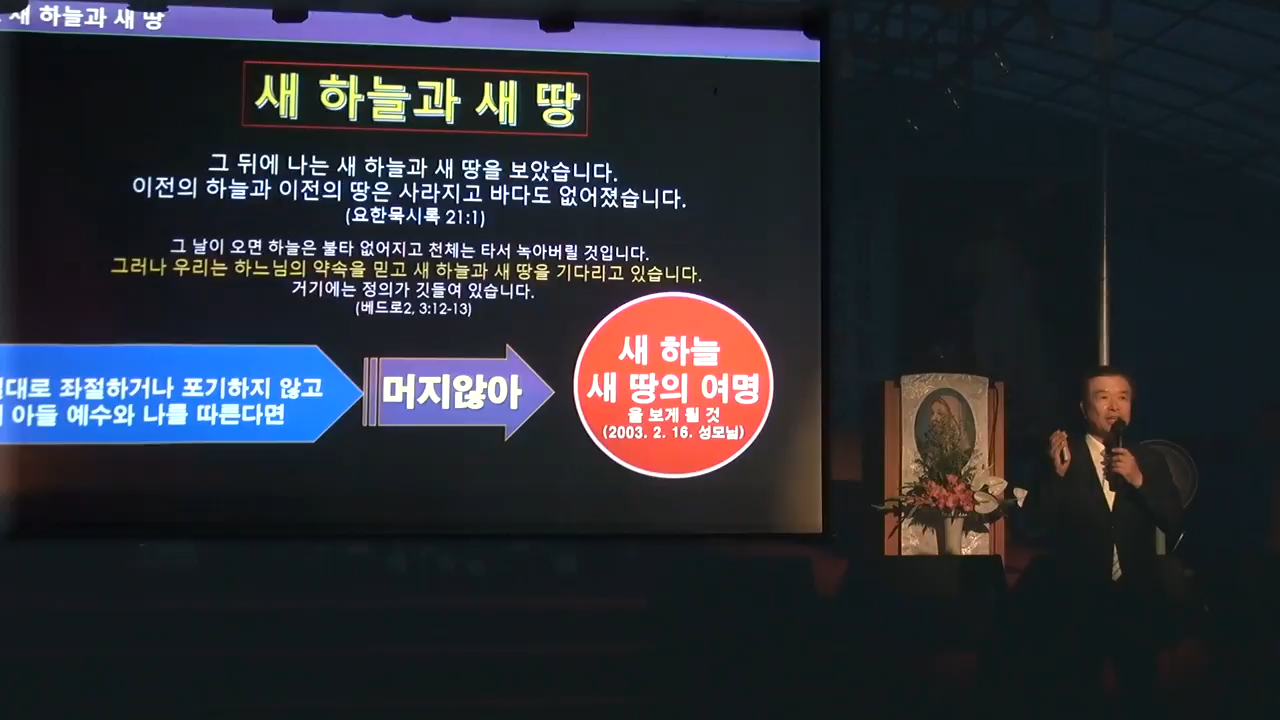 새 하늘과 새 땅
새 하늘과 새 땅
그 뒤에 나는 새 하늘과 새 땅을 보았습니다.
이전의 하늘과 이전의 땅은 사라지고 바다도 없어졌습니다.
(요한묵시록 21:1)
그 날이 오면 하늘은 불타 없어지고 천체는 타서 녹아버릴 것입니다.
그러나 우리는 하느님의 약속을 믿고 새 하늘과 새 땅을 기다리고 있습니다.
거기에는 정의가 깃들여 있습니다.
(베드로2, 3:12-13)
좌절하거나 포기하지 않고
아들 예수와 나를 따른다면
머지않아
새 하늘
새 땅의 여명
을 보게 될 것
(2003. 2. 16. 성모님)